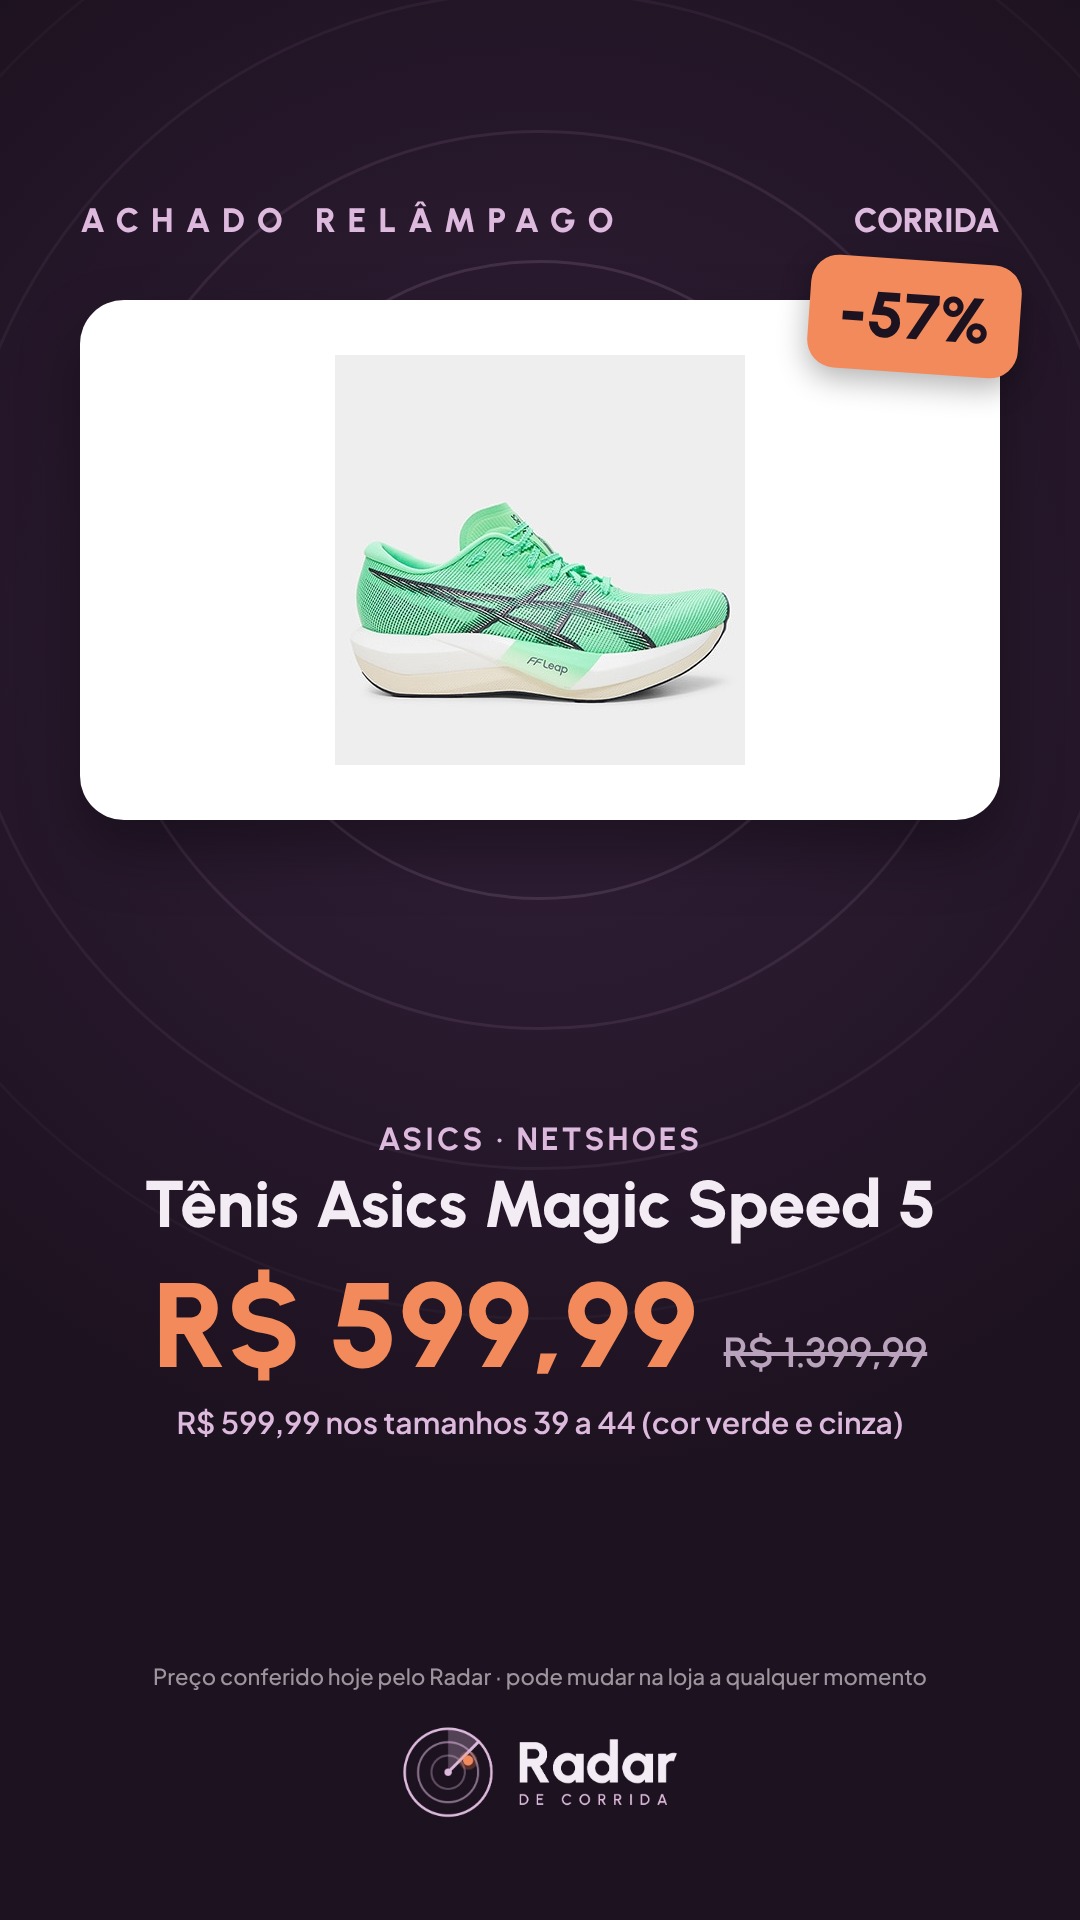 ACHADO RELÂMPAGO
CORRIDA
-57%
FF Leap
ASICS · NETSHOES
Tênis Asics Magic Speed 5
R$ 599,99 R$ 1.399,99
R$ 599,99 nos tamanhos 39 a 44 (cor verde e cinza)
Preço conferido hoje pelo Radar · pode mudar na loja a qualquer momento
Radar
DE CORRIDA